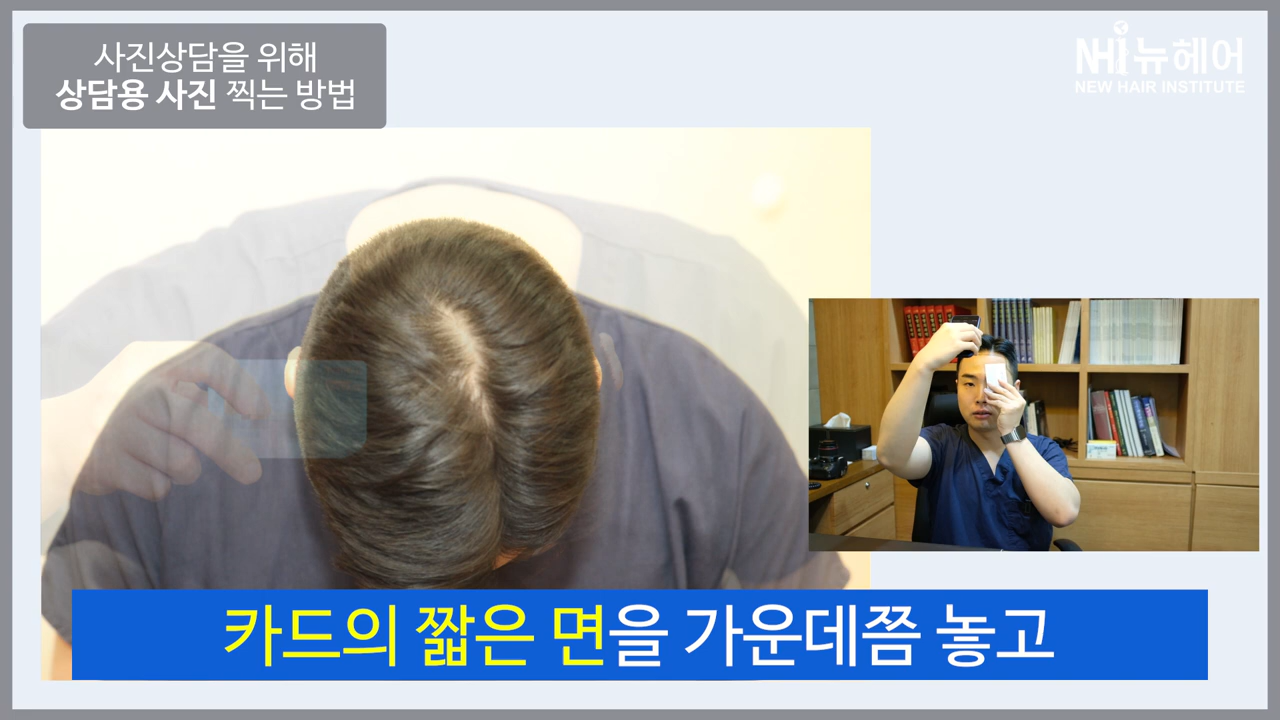 사진상담을 위해
상담용 사진 찍는 방법
NHI 뉴헤어
NEW HAIR INSTITUTE
카드의 짧은 면을 가운데쯤 놓고